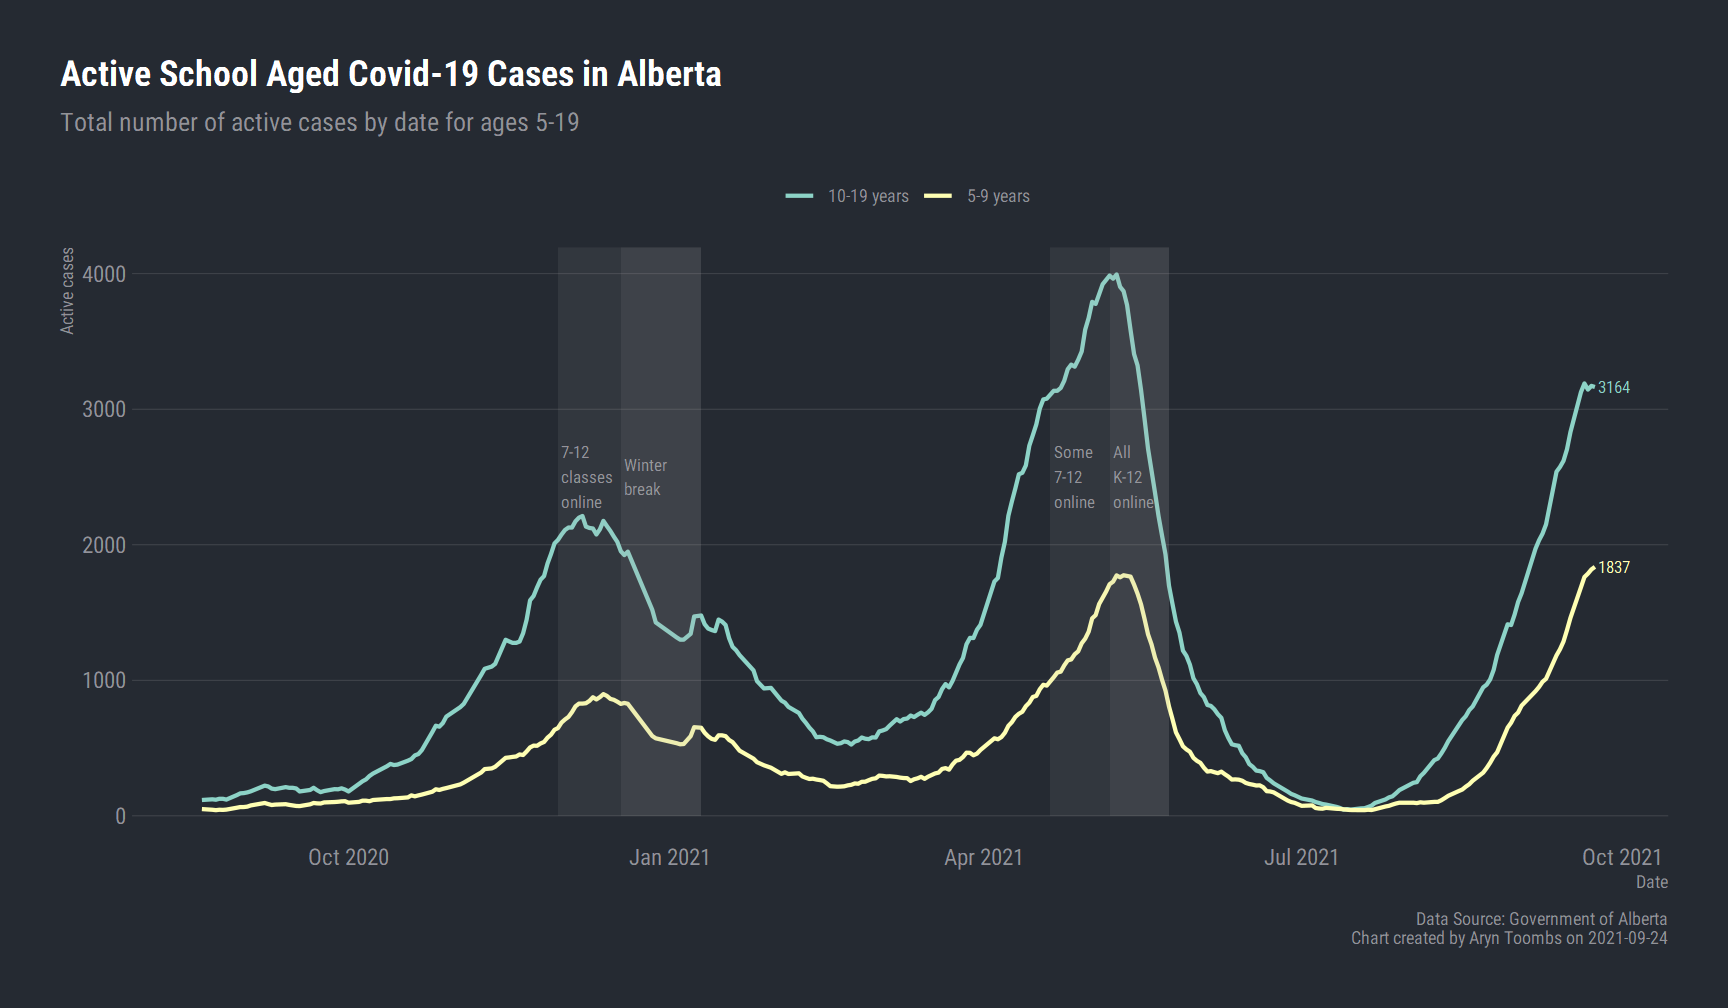 Active School Aged Covid-19 Cases in Alberta
Total number of active cases by date for ages 5-19
10-19 years
5-9 years
Active cases
4000
3000
2000
1000
0
7-12
classes
online
Winter
break
Some
7-12
online
All
K-12
online
3164
1837
Oct 2020
Jan 2021
Apr 2021
Jul 2021
Oct 2021
Date
Data Source: Government of Alberta
Chart created by Aryn Toombs on 2021-09-24